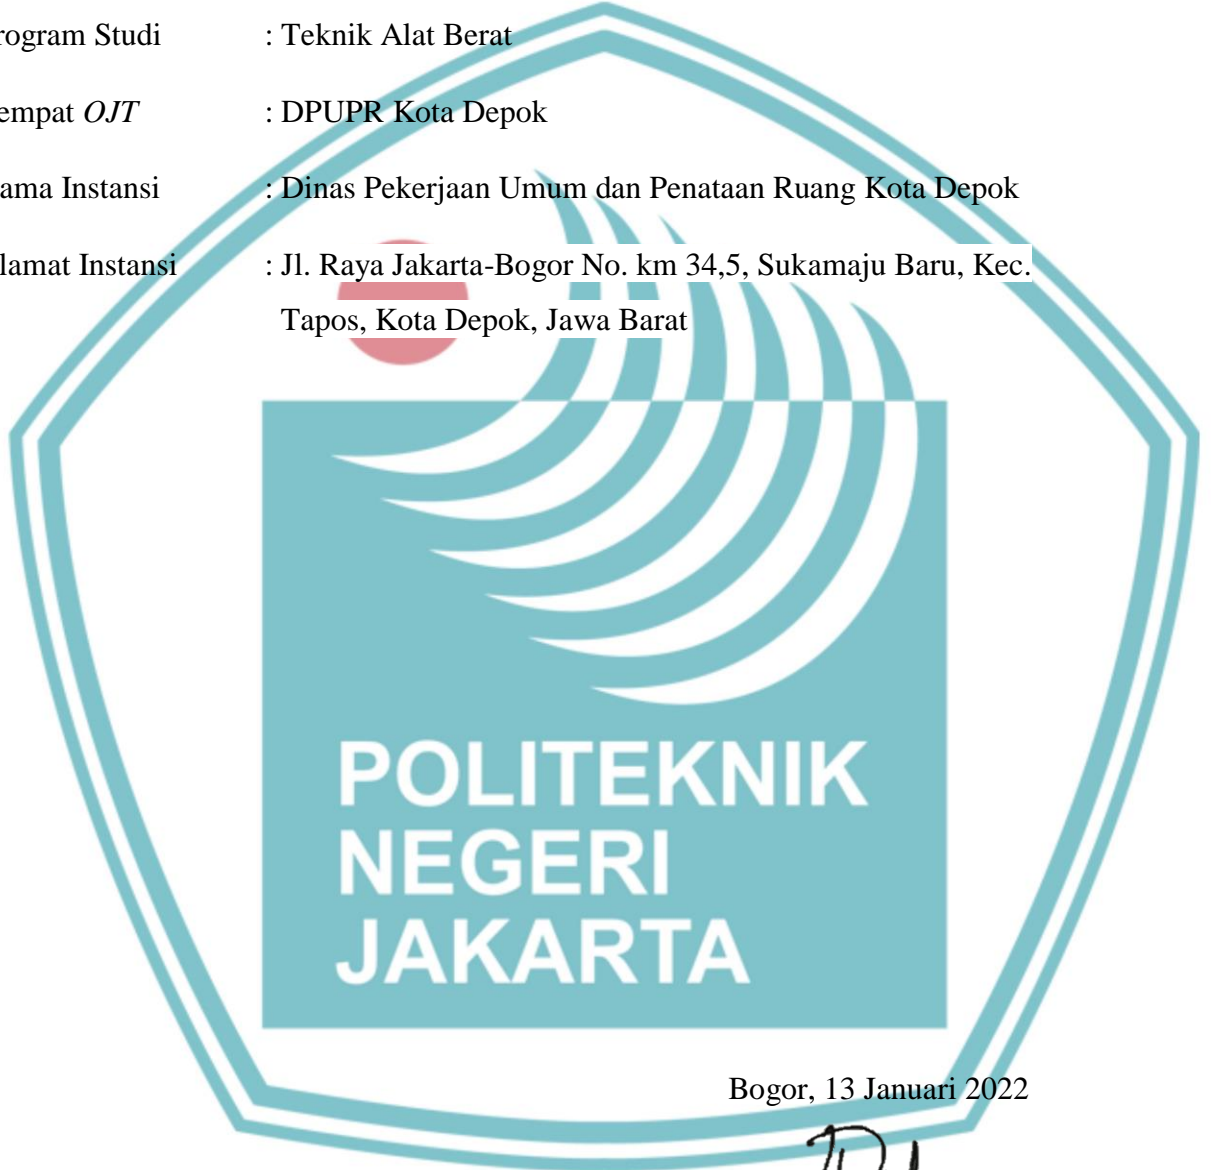 rogram Studi : Teknik Alat Berat
empat OJT : DPUPR Kota Depok
ama Instansi : Dinas Pekerjaan Umum dan Penataan Ruang Kota Depok
lamat Instansi : Jl. Raya Jakarta-Bogor No. km 34,5, Sukamaju Baru, Kec.
Tapos, Kota Depok, Jawa Barat
POLITEKNIK
NEGERI
JAKARTA
Bogor, 13 Januari 2022